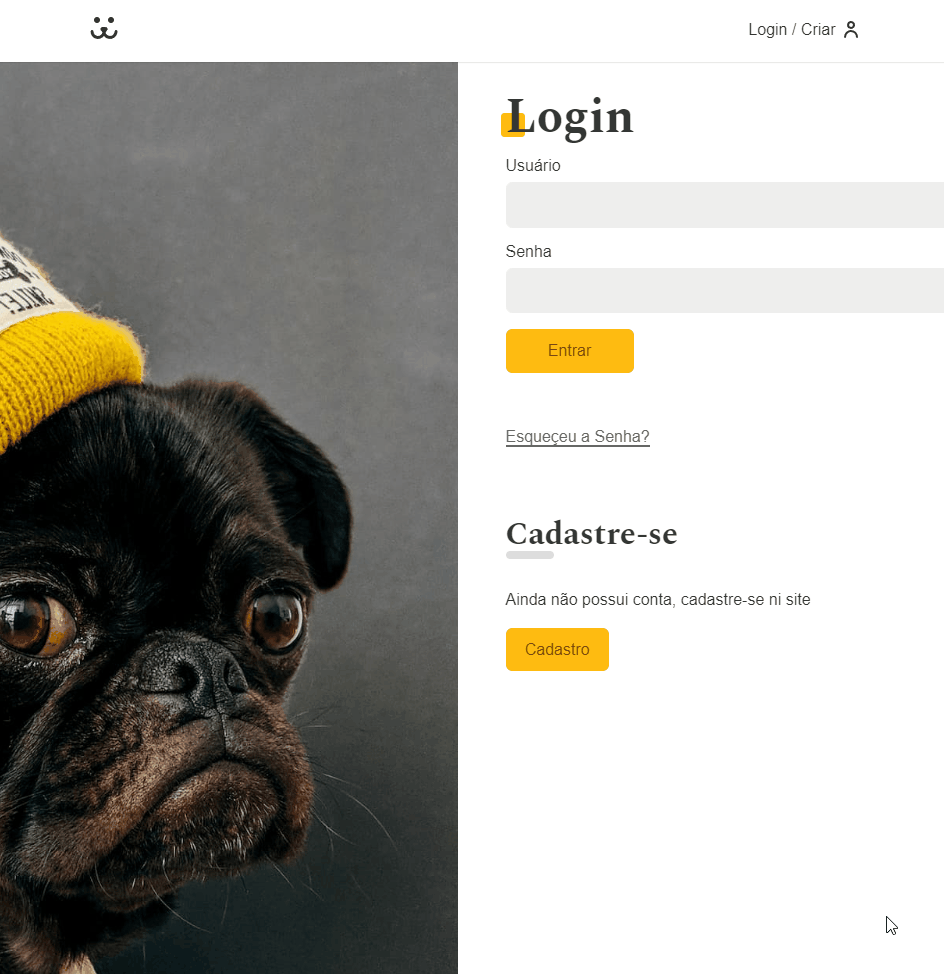 Login / Criar
Login
Usuário
Senha
Entrar
Esqueçeu a Senha?
Cadastre-se
Ainda não possui conta, cadastre-se ni site
Cadastro